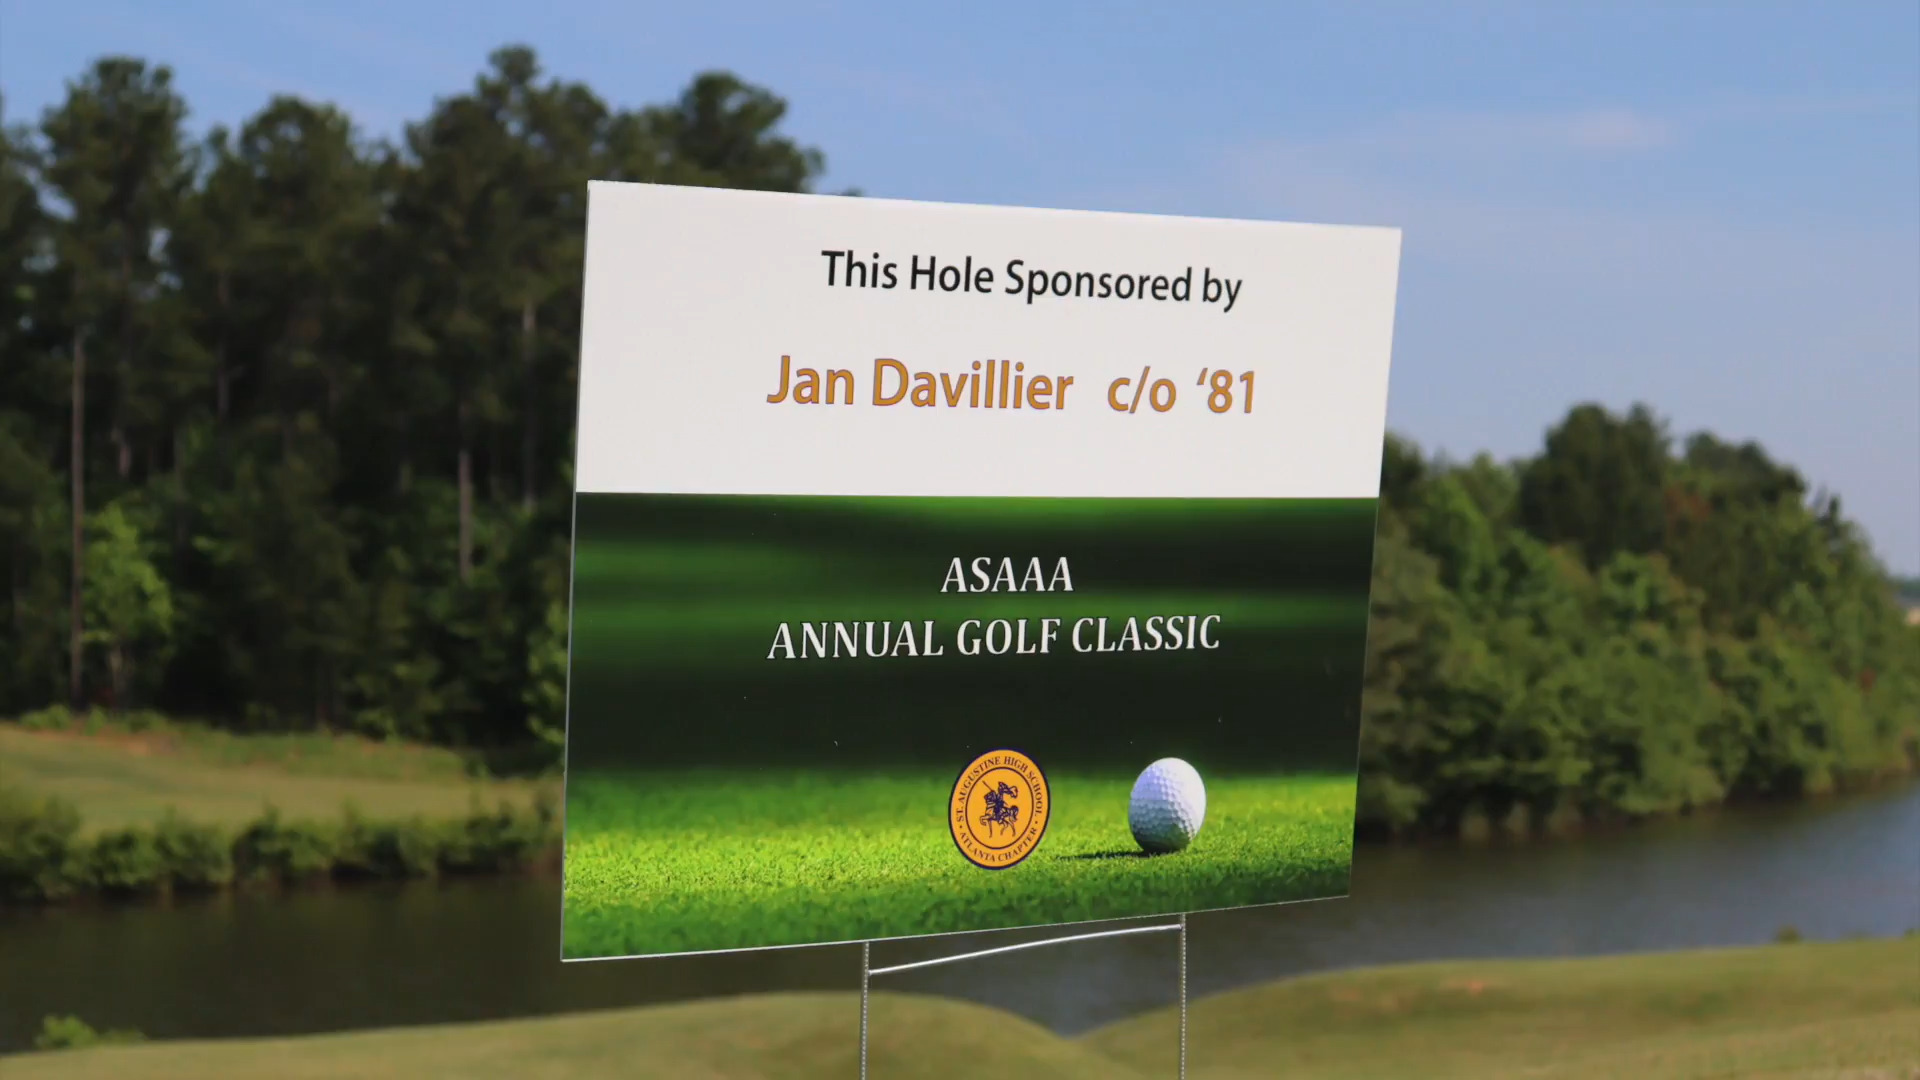 This Hole Sponsored by
Jan Davillier c/o ‘81
ASAAA
ANNUAL GOLF CLASSIC
ST. AUGUSTINE HIGH SCHOOL
ATLANTA CHAPTER